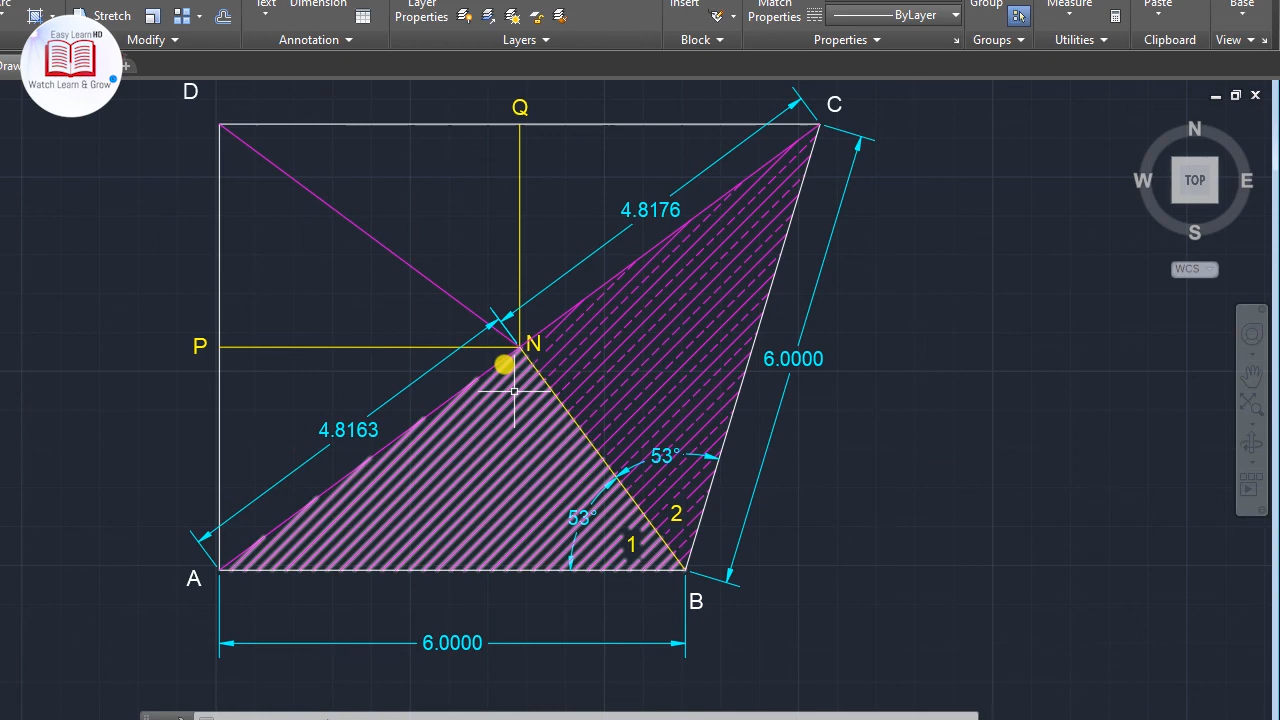 Text
Dimension
Layer
Properties
Insert
Match
Properties
ByLayer
Group
Measure
Paste
Base
Stretch
Modify
Annotation
Layers
Block
Properties
Groups
Utilities
Clipboard
View
Easy Learn HD
Watch Learn & Grow
D
Q
C
N
W
TOP
E
S
WCS
4.8176
P
N
6.0000
4.8163
53°
53°
2
1
A
B
6.0000